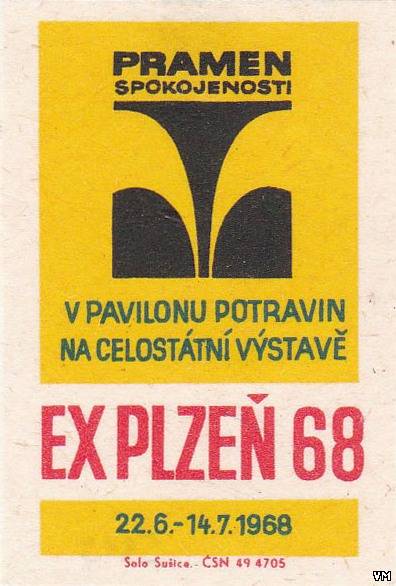 PRAMEN
SPOKOJENOSTI
V PAVILONU POTRAVIN
NA CELOSTÁTNÍ VÝSTAVĚ
EX PLZEŇ 68
22.6.-14.7.1968
Solo Sušice.- ČSN 49 4705
VM